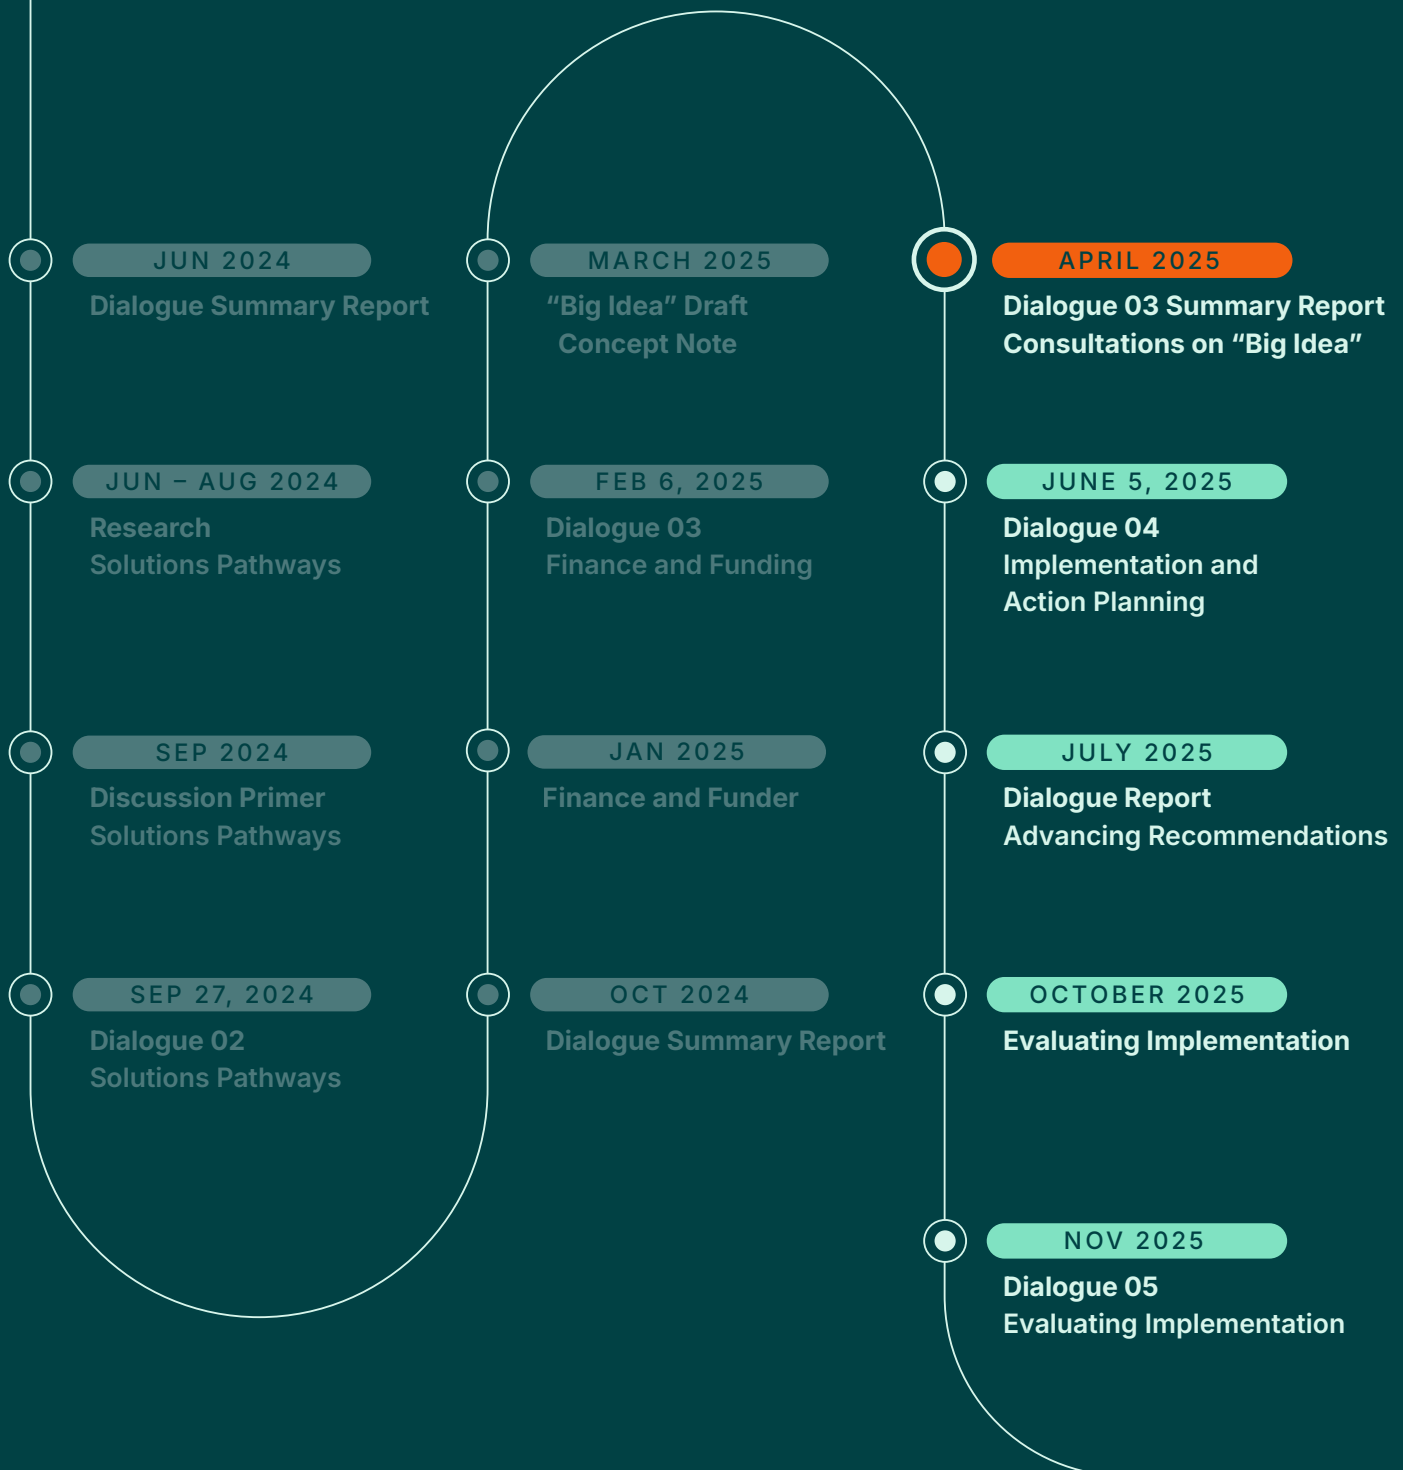 JUN 2024
Dialogue Summary Report
JUN – AUG 2024
Research
Solutions Pathways
SEP 2024
Discussion Primer
Solutions Pathways
SEP 27, 2024
Dialogue 02
Solutions Pathways
OCT 2024
Dialogue Summary Report
JAN 2025
Finance and Funder
FEB 6, 2025
Dialogue 03
Finance and Funding
MARCH 2025
“Big Idea” Draft
Concept Note
APRIL 2025
Dialogue 03 Summary Report
Consultations on “Big Idea”
JUNE 5, 2025
Dialogue 04
Implementation and
Action Planning
JULY 2025
Dialogue Report
Advancing Recommendations
OCTOBER 2025
Evaluating Implementation
NOV 2025
Dialogue 05
Evaluating Implementation